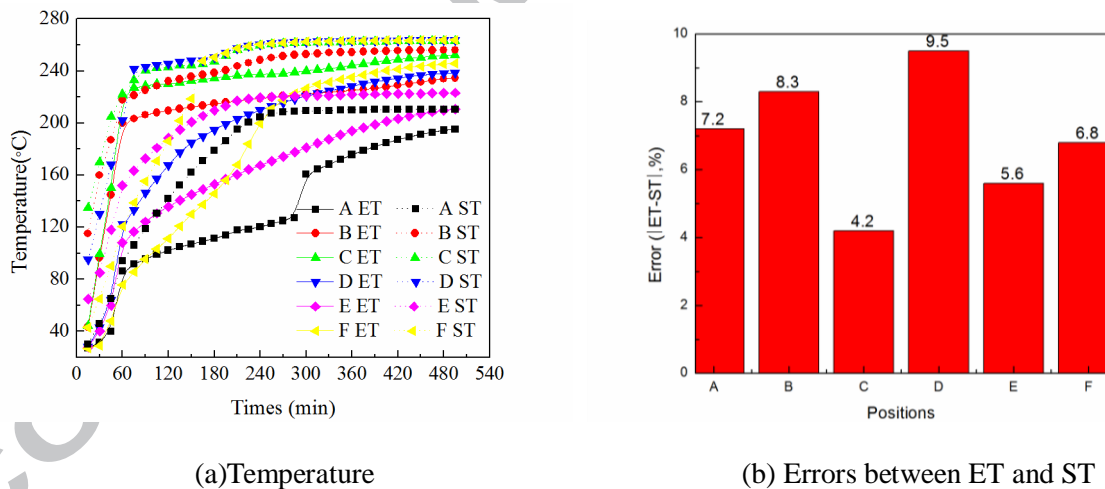 280
240
200
160
120
80
40
Temperature(°C)
A ET
A ST
B ET
B ST
C ET
C ST
D ET
D ST
E ET
E ST
F ET
F ST
0 60 120 180 240 300 360 420 480 540
Times (min)
(a)Temperature
10
8
6
4
2
0
Error (|ET-ST|,%)
7.2
8.3
4.2
9.5
5.6
6.8
A B C D E F
Positions
(b) Errors between ET and ST